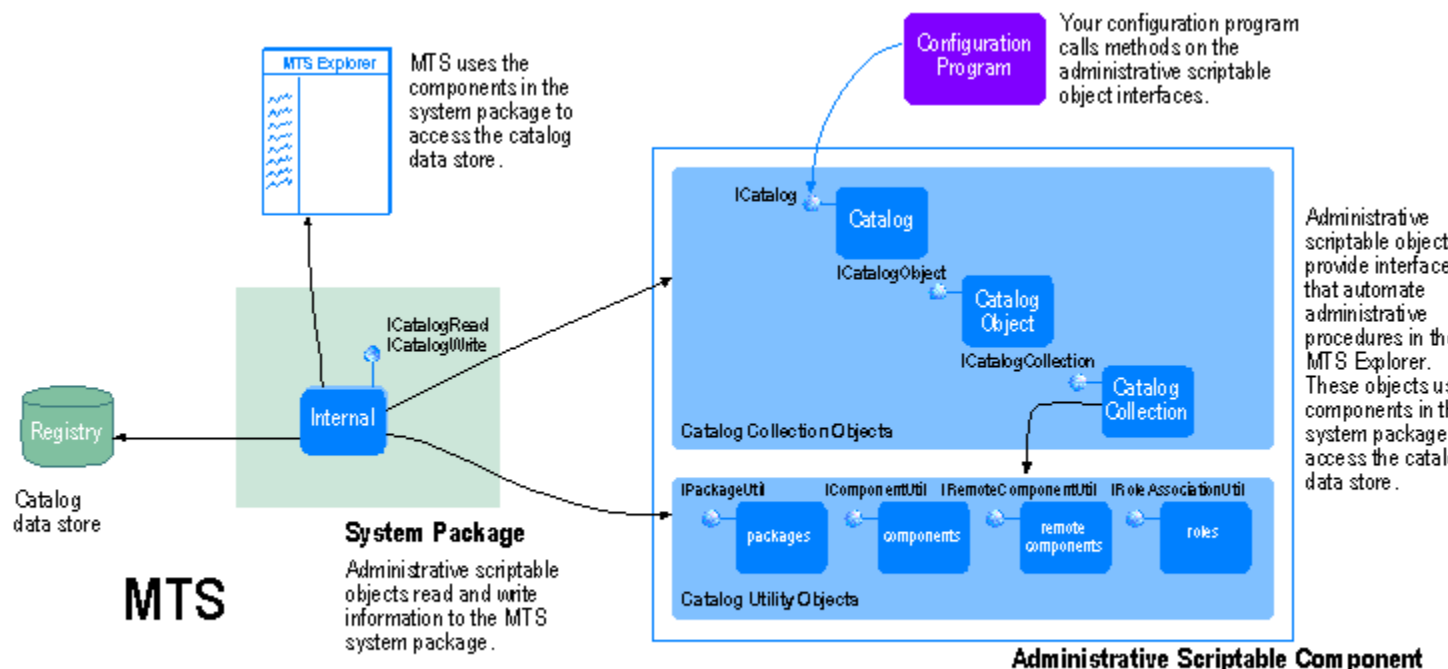 MTS Explorer
MTS uses the
components in the
system package to
access the catalog
data store.
Configuration
Program
Your configuration program
calls methods on the
administrative scriptable
object interfaces.
ICatalog
Catalog
ICatalogObject
Catalog
Object
ICatalogCollection
Catalog
Collection
Catalog Collection Objects
Administrative
scriptable object
provide interface
that automate
administrative
procedures in the
MTS Explorer.
These objects us
components in th
system package
access the catal
data store.
ICatalogRead
ICatalogWrite
Internal
Registry
Catalog
data store
System Package
Administrative scriptable
objects read and write
information to the MTS
system package.
MTS
IPackageUtil
packages
IComponentUtil
components
IRemoteComponentUtil
remote
components
IRoleAssociationUtil
roles
Catalog Utility Objects
Administrative Scriptable Component